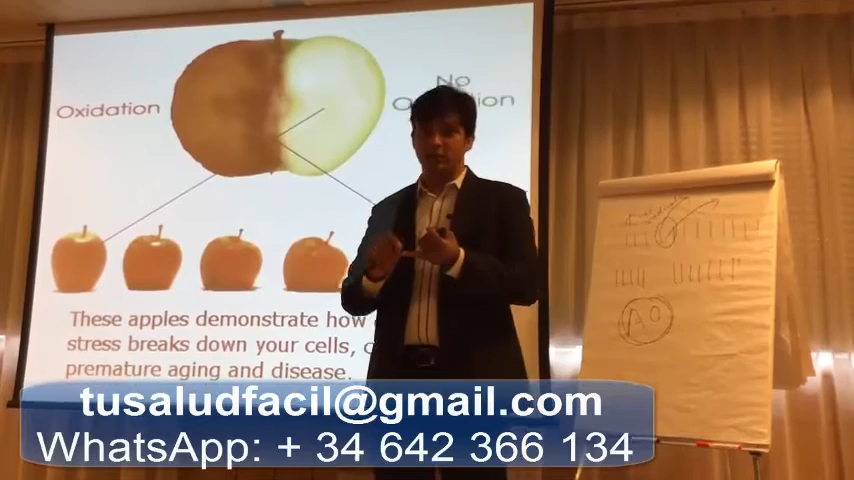 Oxidation
No
These apples demonstrate how
stress breaks down your cells,
premature aging and disease.
AO
tusaludfacil@gmail.com
WhatsApp: + 34 642 366 134